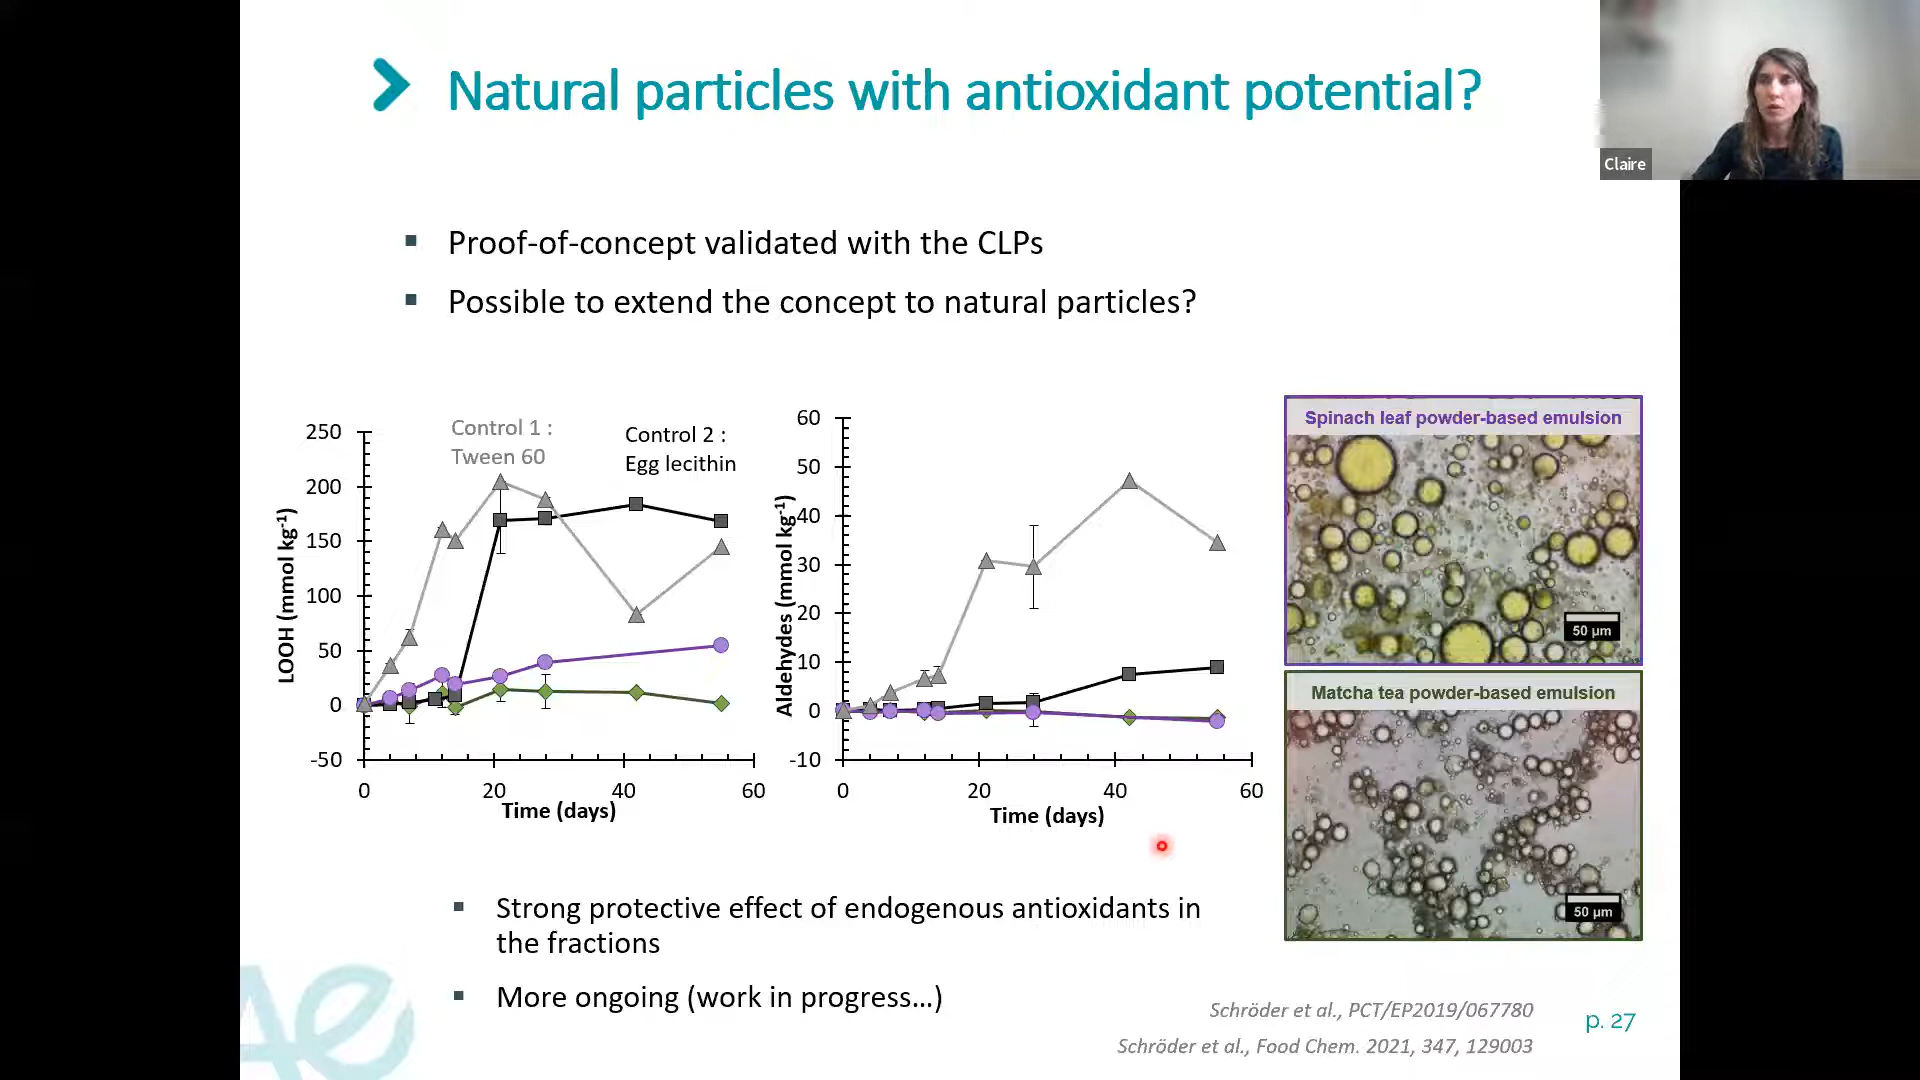 Natural particles with antioxidant potential?
Claire
Proof-of-concept validated with the CLPs
Possible to extend the concept to natural particles?
Control 1 :
Tween 60
Control 2 :
Egg lecithin
LOOH (mmol kg-1)
250
200
150
100
50
0
-50
0
20
40
60
Time (days)
Aldehydes (mmol kg-1)
60
50
40
30
20
10
0
-10
0
20
40
60
Time (days)
Spinach leaf powder-based emulsion
50 µm
Matcha tea powder-based emulsion
50 µm
Strong protective effect of endogenous antioxidants in
the fractions
More ongoing (work in progress…)
Schröder et al., PCT/EP2019/067780
Schröder et al., Food Chem. 2021, 347, 129003
p. 27